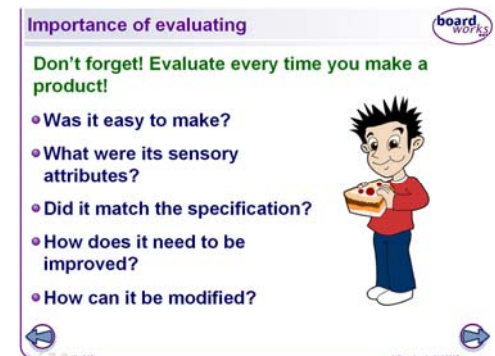 Importance of evaluating
board
works
Don't forget! Evaluate every time you make a
product!
Was it easy to make?
What were its sensory
attributes?
Did it match the specification?
How does it need to be
improved?
How can it be modified?